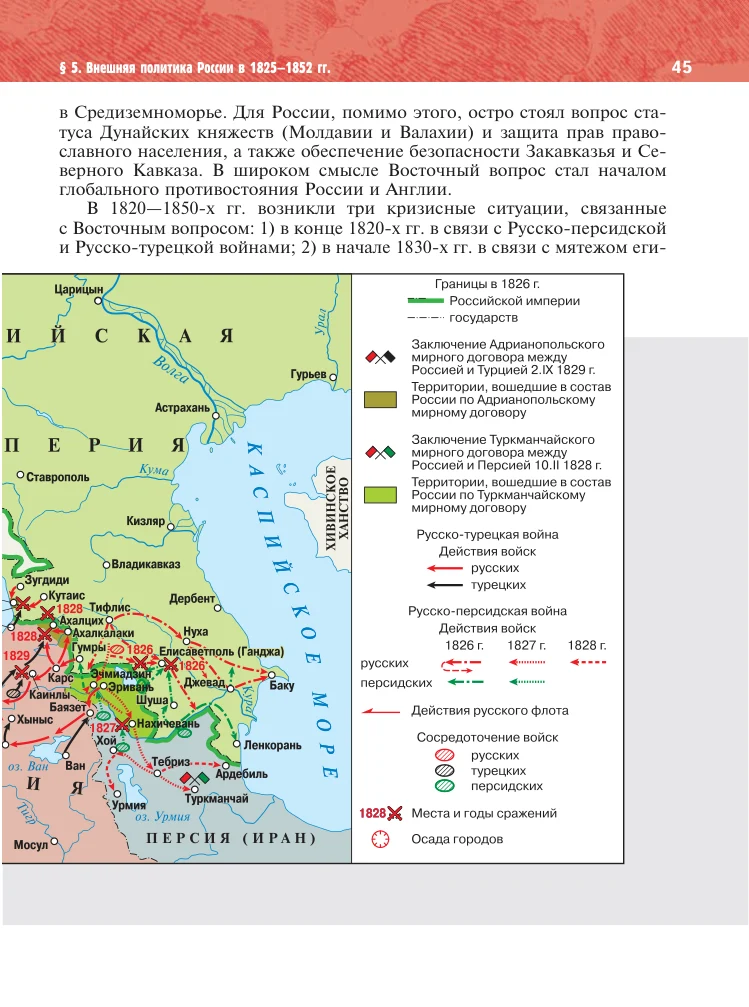 § 5. Внешняя политика России в 1825–1852 гг.
45
в Средиземноморье. Для России, помимо этого, остро стоял вопрос ста-
туса Дунайских княжеств (Молдавии и Валахии) и защита прав право-
славного населения, а также обеспечение безопасности Закавказья и Се-
верного Кавказа. В широком смысле Восточный вопрос стал началом
глобального противостояния России и Англии.
В 1820—1850-х гг. возникли три кризисные ситуации, связанные
с Восточным вопросом: 1) в конце 1820-х гг. в связи с Русско-персидской
и Русско-турецкой войнами; 2) в начале 1830-х гг. в связи с мятежом еги-
Царицын
ИЙСКАЯ
Волга
Урал
Гурьев
Астрахань
ПЕРИЯ
Ставрополь
Кума
КАСПИЙСКОЕ МОРЕ
ХИВИНСКОЕ
ХАНСТВО
Кизляр
Владикавказ
Зугдиди
Кутаис
1828
Тифлис
Дербент
Ахалцих
1828
Ахалкалаки
Нуха
Гумры
1826
Елисаветполь (Ганджа)
1829
1826
Карс
Эчмиадзин
Эривань
Джевад
Баку
Каинлы
Баязет
Шуша
Кура
Хыныс
1827
Нахичевань
Хой
Ленкорань
оз. Ван
Ван
Тебриз
Ардебиль
ИЯ
Туркманчай
Урмия
оз. Урмия
Тигр
Мосул
ПЕРСИЯ (ИРАН)
Границы в 1826 г.
Российской империи
государств
Заключение Адрианопольского
мирного договора между
Россией и Турцией 2.IX 1829 г.
Территории, вошедшие в состав
России по Адрианопольскому
мирному договору
Заключение Туркманчайского
мирного договора между
Россией и Персией 10.II 1828 г.
Территории, вошедшие в состав
России по Туркманчайскому
мирному договору
Русско-турецкая война
Действия войск
русских
турецких
Русско-персидская война
Действия войск
1826 г. 1827 г. 1828 г.
русских
персидских
Действия русского флота
Сосредоточение войск
русских
турецких
персидских
1828 Места и годы сражений
Осада городов